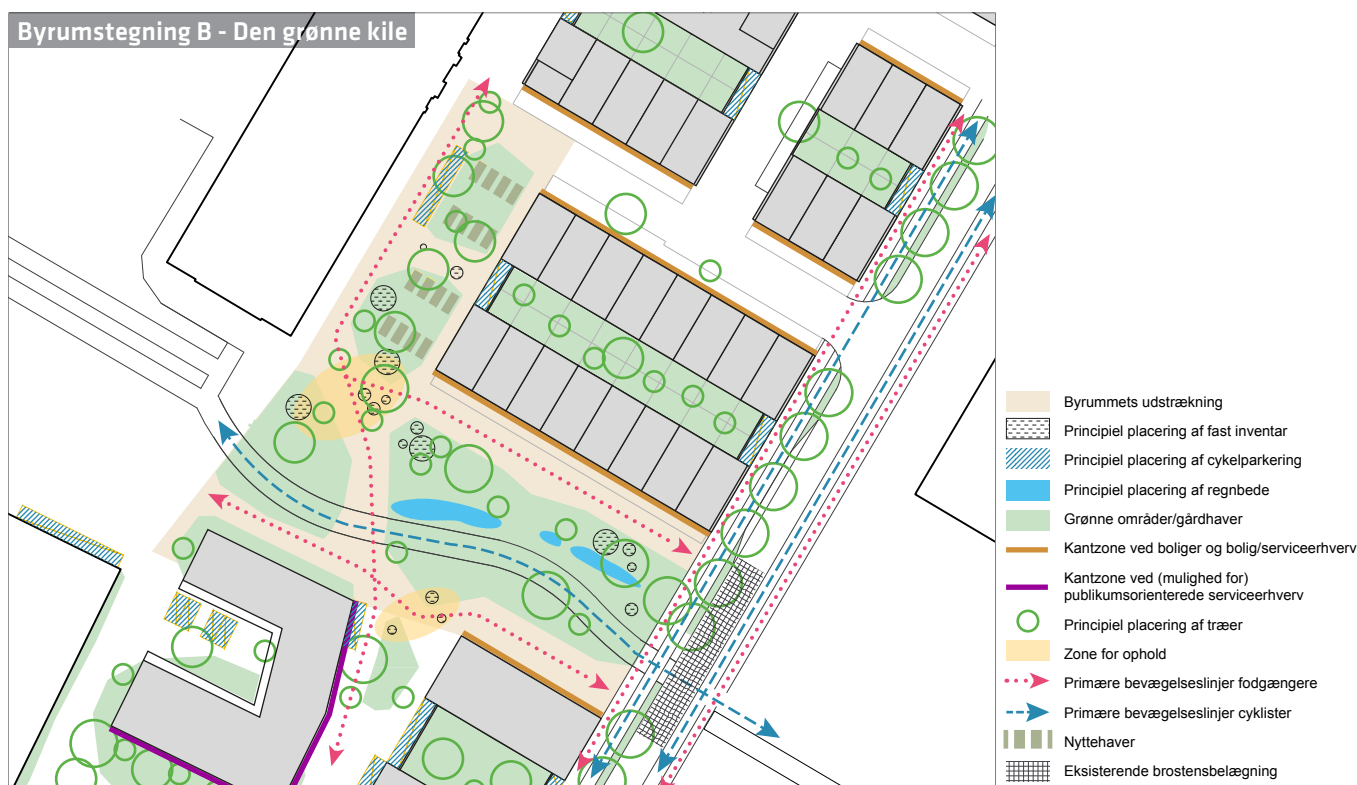 Byrumstegning B - Den grønne kile
Byrummets udstrækning
Principiel placering af fast inventar
Principiel placering af cykelparkering
Principiel placering af regnbede
Grønne områder/gårdhaver
Kantzone ved boliger og bolig/serviceerhverv
Kantzone ved (mulighed for)
publikumsorienterede serviceerhverv
Principiel placering af træer
Zone for ophold
Primære bevægelseslinjer fodgængere
Primære bevægelseslinjer cyklister
Nyttehaver
Eksisterende brostensbelægning